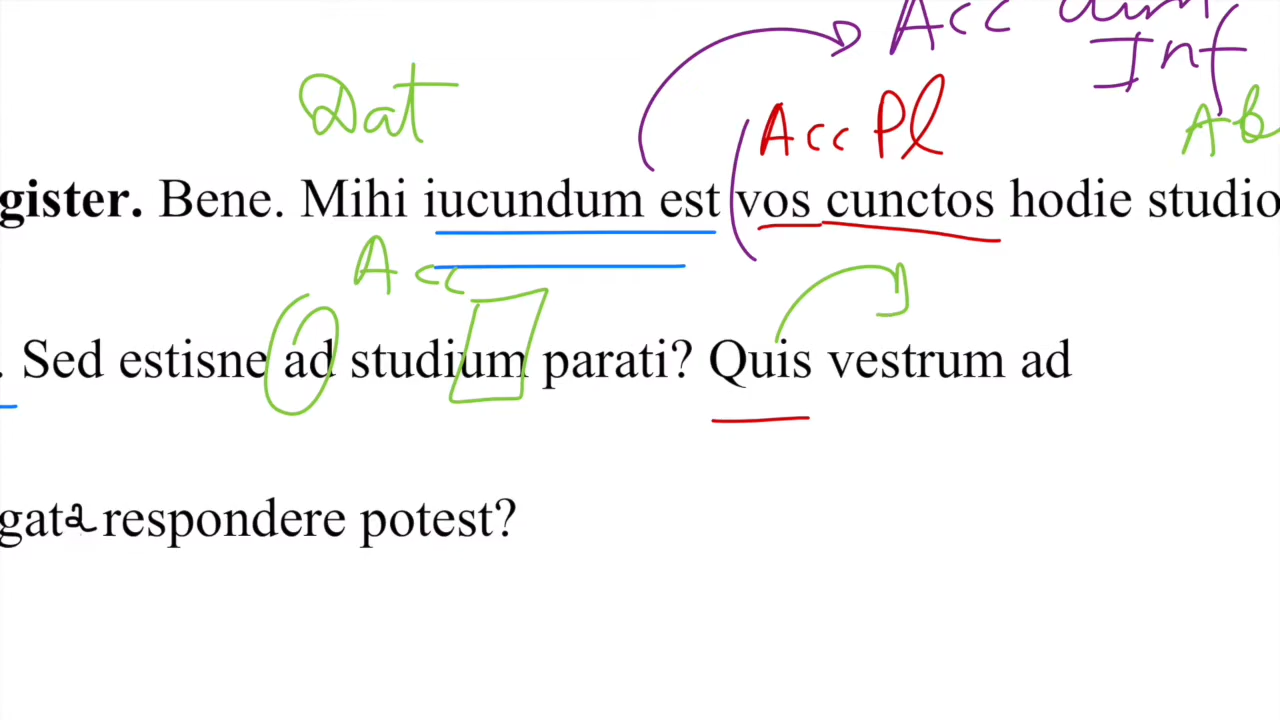 Acc
Inf
Dat
Acc Pl
Ab
gister. Bene. Mihi iucundum est vos cunctos hodie studio
Acc
. Sed estisne ad studium parati? Quis vestrum ad
gata respondere potest?